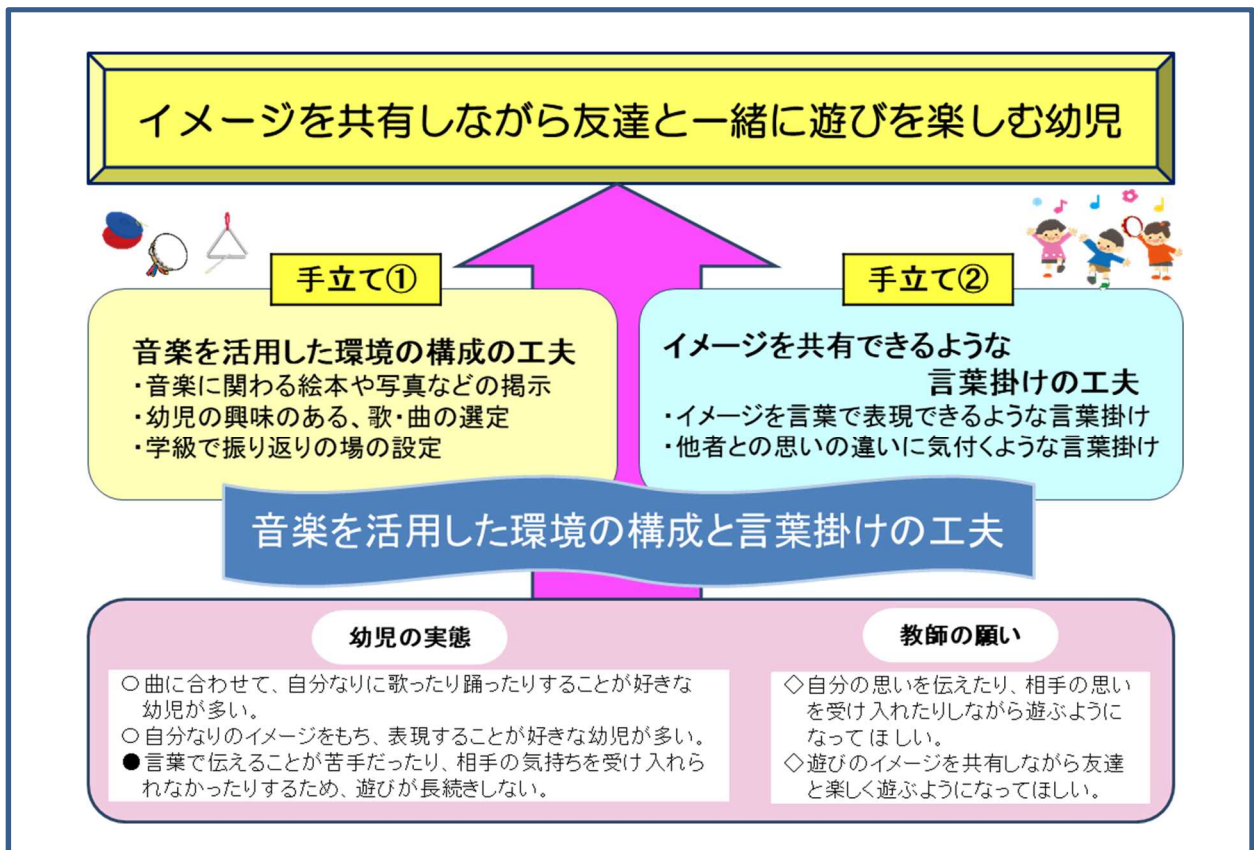 イメージを共有しながら友達と一緒に遊びを楽しむ幼児
手立て①
音楽を活用した環境の構成の工夫
・音楽に関わる絵本や写真などの掲示
・幼児の興味のある、歌・曲の選定
・学級で振り返りの場の設定
手立て②
イメージを共有できるような
言葉掛けの工夫
・イメージを言葉で表現できるような言葉掛け
・他者との思いの違いに気付くような言葉掛け
音楽を活用した環境の構成と言葉掛けの工夫
幼児の実態
○曲に合わせて、自分なりに歌ったり踊ったりすることが好きな
幼児が多い。
○自分なりのイメージをもち、表現することが好きな幼児が多い。
●言葉で伝えることが苦手だったり、相手の気持ちを受け入れら
れなかったりするため、遊びが長続きしない。
教師の願い
◇自分の思いを伝えたり、相手の思い
を受け入れたりしながら遊ぶように
なってほしい。
◇遊びのイメージを共有しながら友達
と楽しく遊ぶようになってほしい。